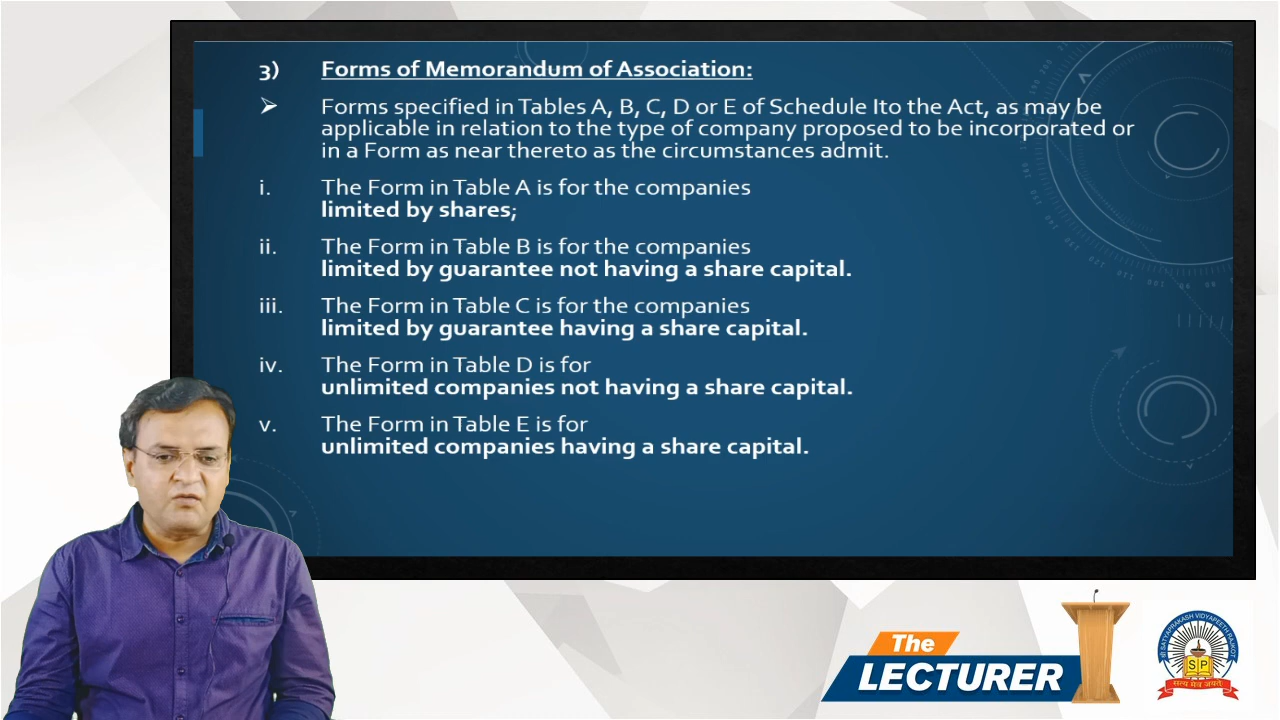 3) Forms of Memorandum of Association:
➢ Forms specified in Tables A, B, C, D or E of Schedule Ito the Act, as may be
applicable in relation to the type of company proposed to be incorporated or
in a Form as near thereto as the circumstances admit.
i. The Form in Table A is for the companies
limited by shares;
ii. The Form in Table B is for the companies
limited by guarantee not having a share capital.
iii. The Form in Table C is for the companies
limited by guarantee having a share capital.
iv. The Form in Table D is for
unlimited companies not having a share capital.
v. The Form in Table E is for
unlimited companies having a share capital.
The
LECTURER
SATYAPRAKASH VIDYAPEETH RAJKOT
S P
सत्य मेव जयते